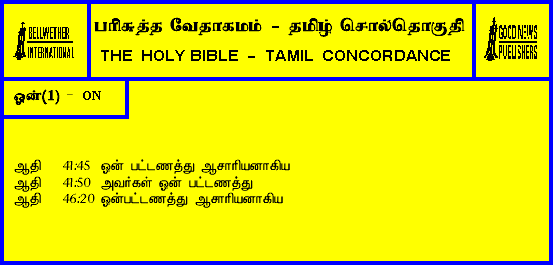 BELLWETHER
INTERNATIONAL
பரிசுத்த வேதாகமம் - தமிழ் சொல்தொகுதி
THE HOLY BIBLE - TAMIL CONCORDANCE
GOOD NEWS
PUBLISHERS
ஓன்(1) - ON
ஆதி 41:45 ஓன் பட்டணத்து ஆசாரியனாகிய
ஆதி 41:50 அவர்கள் ஓன் பட்டணத்து
ஆதி 46:20 ஓன்பட்டணத்து ஆசாரியனாகிய